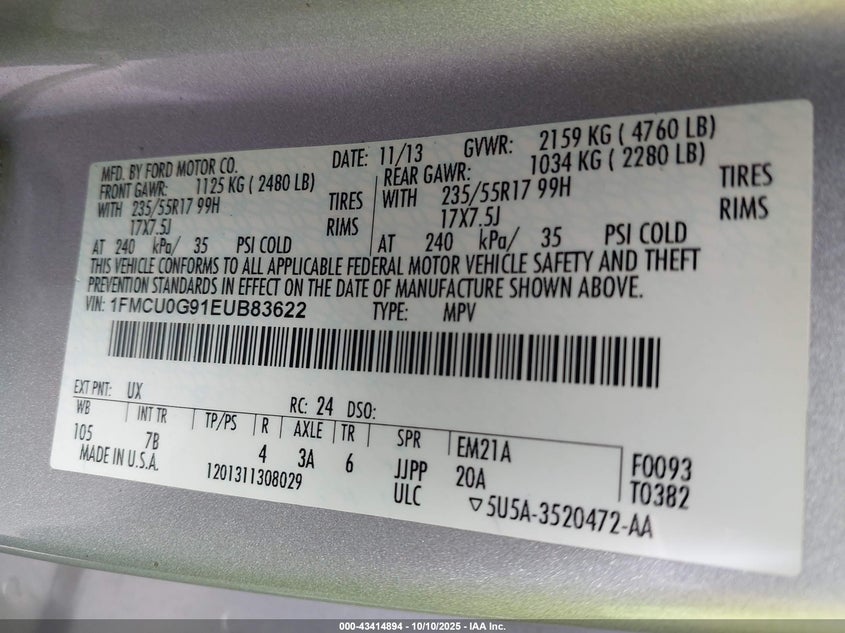 MFD. BY FORD MOTOR CO. DATE: 11/13 GVWR: 2159 KG ( 4760 LB)
FRONT GAWR: 1125 KG ( 2480 LB) REAR GAWR: 1034 KG ( 2280 LB)
WITH 235/55R17 99H TIRES WITH 235/55R17 99H TIRES
17X7.5J RIMS 17X7.5J RIMS
AT 240 kPa/ 35 PSI COLD AT 240 kPa/ 35 PSI COLD
THIS VEHICLE CONFORMS TO ALL APPLICABLE FEDERAL MOTOR VEHICLE SAFETY AND THEFT
PREVENTION STANDARDS IN EFFECT ON THE DATE OF MANUFACTURE SHOWN ABOVE.
VIN: 1FMCU0G91EUB83622 TYPE: MPV
EXT PNT: UX RC: 24 DSO:
WB INT TR TP/PS R AXLE TR SPR EM21A F0093
105 7B 4 3A 6 JJPP 20A T0382
MADE IN U.S.A. 1201311308029 ULC ▽5U5A-3520472-AA
000-43414894 - 10/10/2025 - IAA Inc.